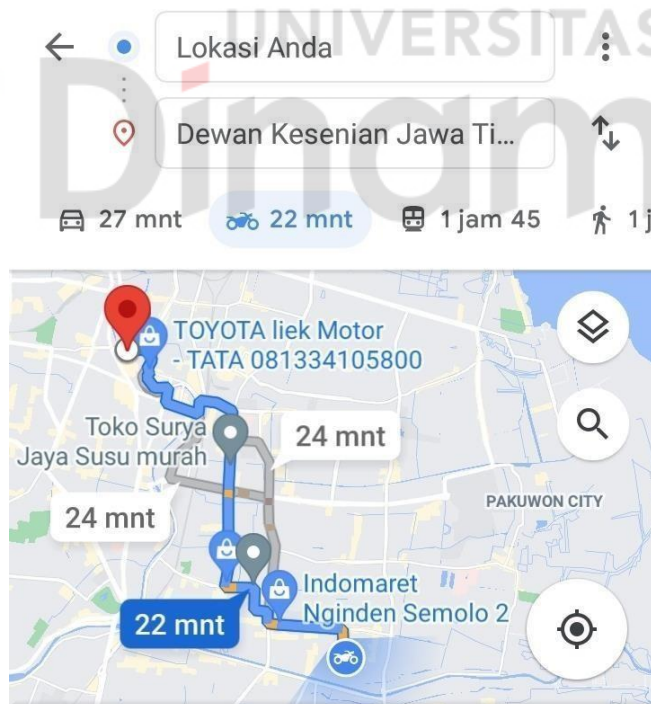 UNIVERSITAS
Dinam
Lokasi Anda
Dewan Kesenian Jawa Ti...
27 mnt
22 mnt
1 jam 45
1 j
TOYOTA liek Motor
- TATA 081334105800
Toko Surya
Jaya Susu murah
24 mnt
24 mnt
PAKUWON CITY
Indomaret
Nginden Semolo 2
22 mnt